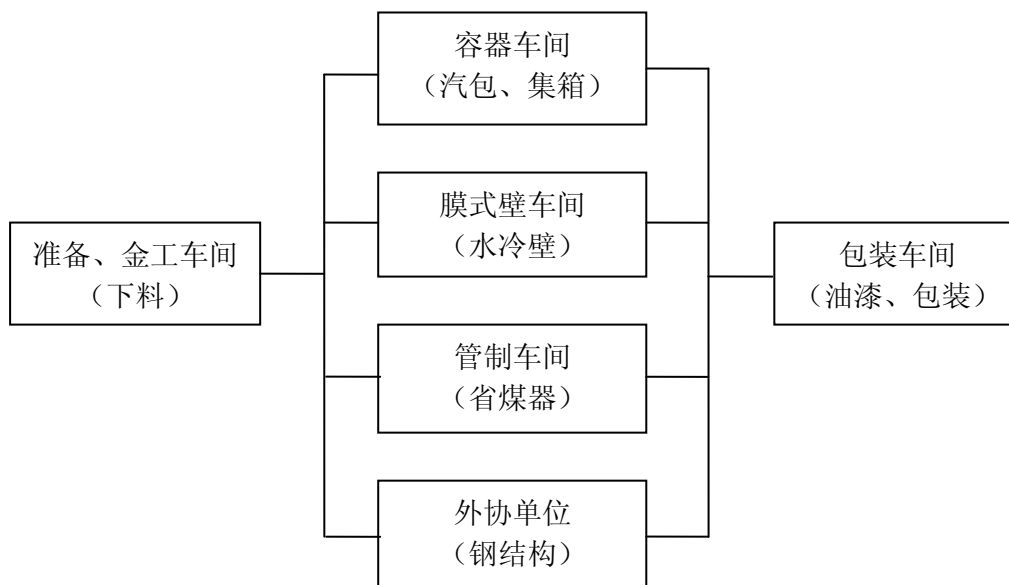 容器车间
（汽包、集箱）
膜式壁车间
（水冷壁）
准备、金工车间
（下料）
包装车间
（油漆、包装）
管制车间
（省煤器）
外协单位
（钢结构）